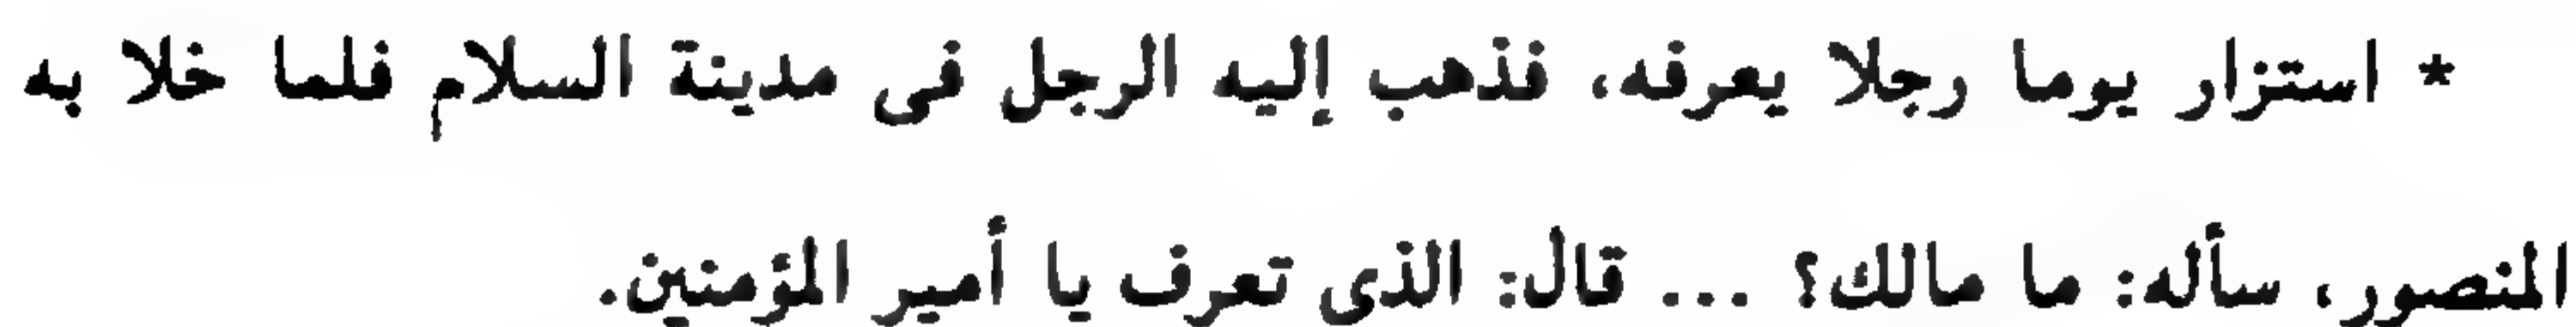 * استزار يوما رجلا يعرفه، فذهب إليه الرجل فى مدينة السلام فلما خلا به
المنصور، سأله: ما مالك؟ ... قال: الذى تعرف يا أمير المؤمنين.